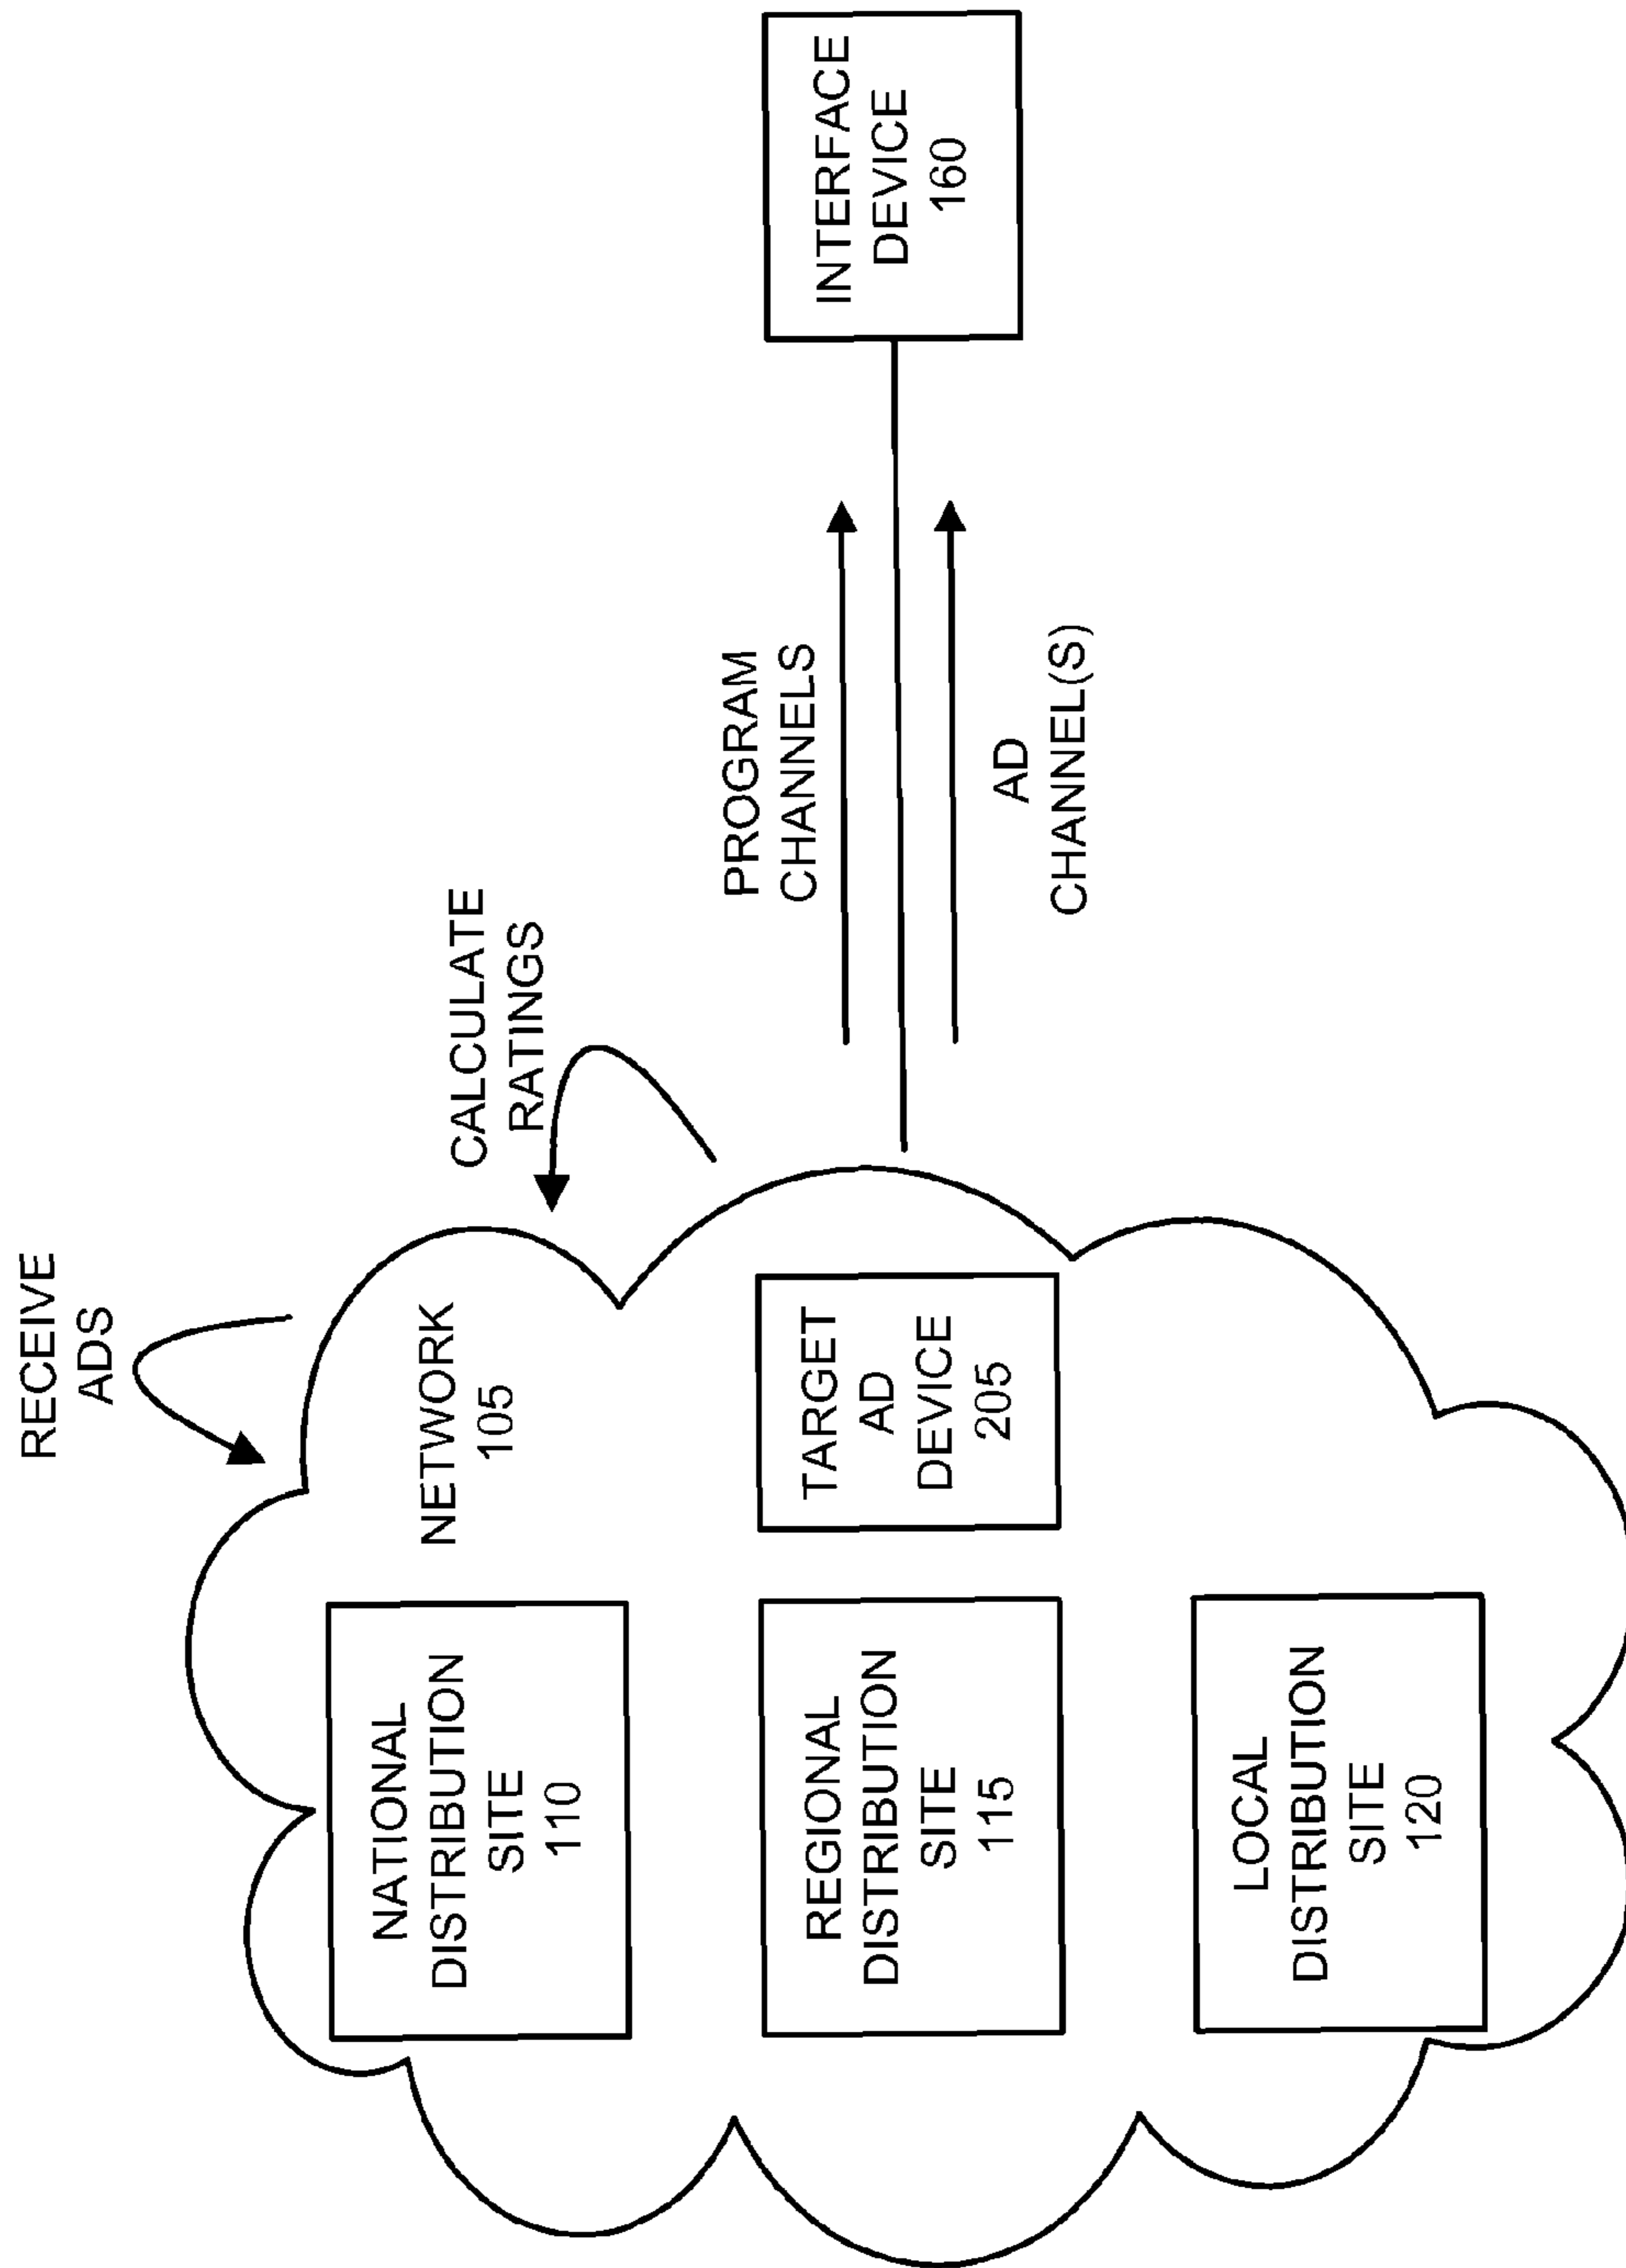 RECEIVE
ADS
CALCULATE
RATINGS
NETWORK
105
NATIONAL
DISTRIBUTION
SITE
110
REGIONAL
DISTRIBUTION
SITE
115
TARGET
AD
DEVICE
205
LOCAL
DISTRIBUTION
SITE
120
PROGRAM
CHANNELS
AD
CHANNEL(S)
INTERFACE
DEVICE
160